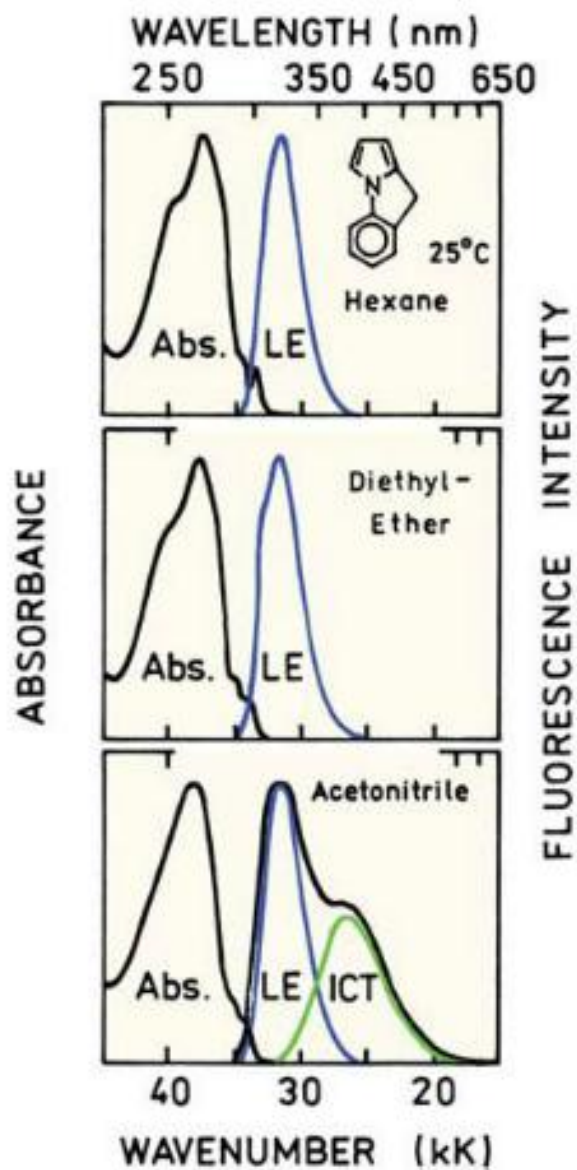 WAVELENGTH (nm)
250 350 450 650
N
25°C
Hexane
Abs. LE
Diethyl-
Ether
Abs. LE
Acetonitrile
Abs. LE ICT
40 30 20
WAVENUMBER (kK)
ABSORBANCE
FLUORESCENCE INTENSITY